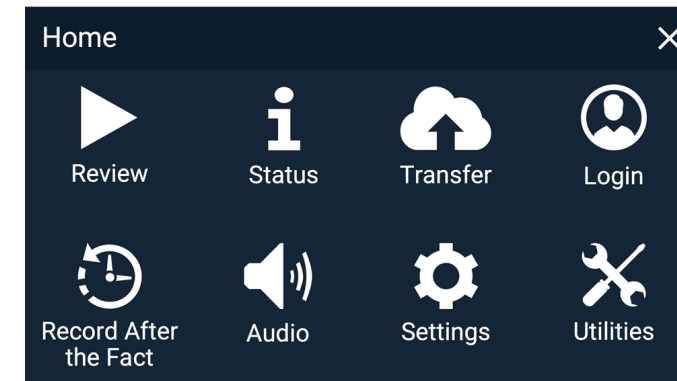 Home
Review
Status
Transfer
Login
Record After
the Fact
Audio
Settings
Utilities